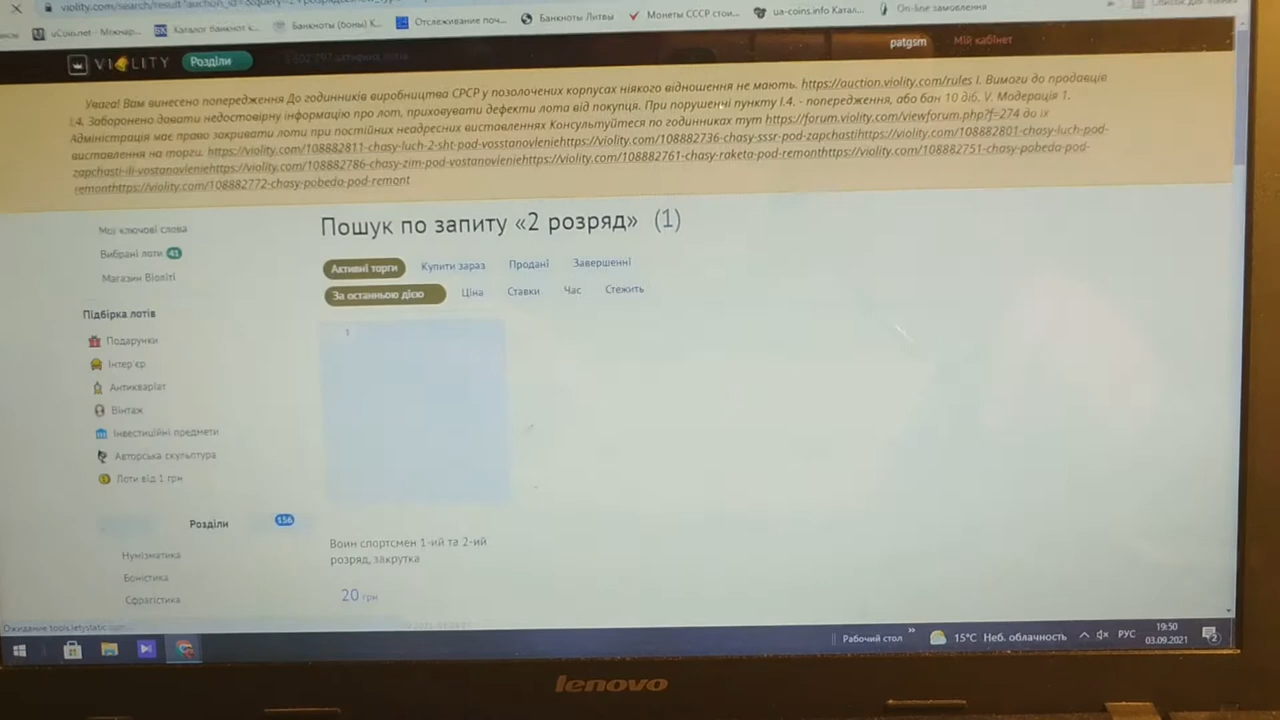 violity.com/search/result?auction_id=
uCoin.net - Междунар...
Каталог банкнот к...
Банкноты (боны) К...
Отслеживание поч...
Банкноты Литвы
Монеты СССР стои...
ua-coins.info Катал...
On-line замовлення
VIOLITY
Розділи
patgsm
Мій кабінет
Увага! Вам винесено попередження До годинників виробництва СРСР у позолочених корпусах ніякого відношення не мають. https://auction.violity.com/rules I. Вимоги до продавців
I.4. Заборонено давати недостовірну інформацію про лот, приховувати дефекти лота від покупця. При порушені пункту I.4. - попередження, або бан 10 діб. V. Модерація 1.
Адміністрація має право закривати лоти при постійних неадресних виставленнях Консультуйтеся по годинниках тут https://forum.violity.com/viewforum.php?f=274 до їх
виставлення на торги. https://violity.com/108882811-chasy-luch-2-sht-pod-vosstanovleniehttps://violity.com/108882736-chasy-sssr-pod-zapchastihttps://violity.com/108882801-chasy-luch-pod-
zapchasti-ili-vostanovleniehttps://violity.com/108882786-chasy-zim-pod-vostanovleniehttps://violity.com/108882761-chasy-raketa-pod-remonthttps://violity.com/108882751-chasy-pobeda-pod-
remonthttps://violity.com/108882772-chasy-pobeda-pod-remont
Мої ключові слова
Вибрані лоти 41
Магазин Віоліті
Підбірка лотів
Подарунки
Інтер'єр
Антикваріат
Вінтаж
Інвестиційні предмети
Авторська скульптура
Лоти від 1 грн
Розділи 156
Нумізматика
Боністика
Сфрагістика
Пошук по запиту «2 розряд» (1)
Активні торги Купити зараз Продані Завершенні
За останньою дією Ціна Ставки Час Стежить
1
Воин спортсмен 1-ий та 2-ий
розряд, закрутка
20 грн
Ожидание tools.letystatic.com...
Рабочий стол
15°C Неб. облачность
РУС
19:50
03.09.2021
2
lenovo